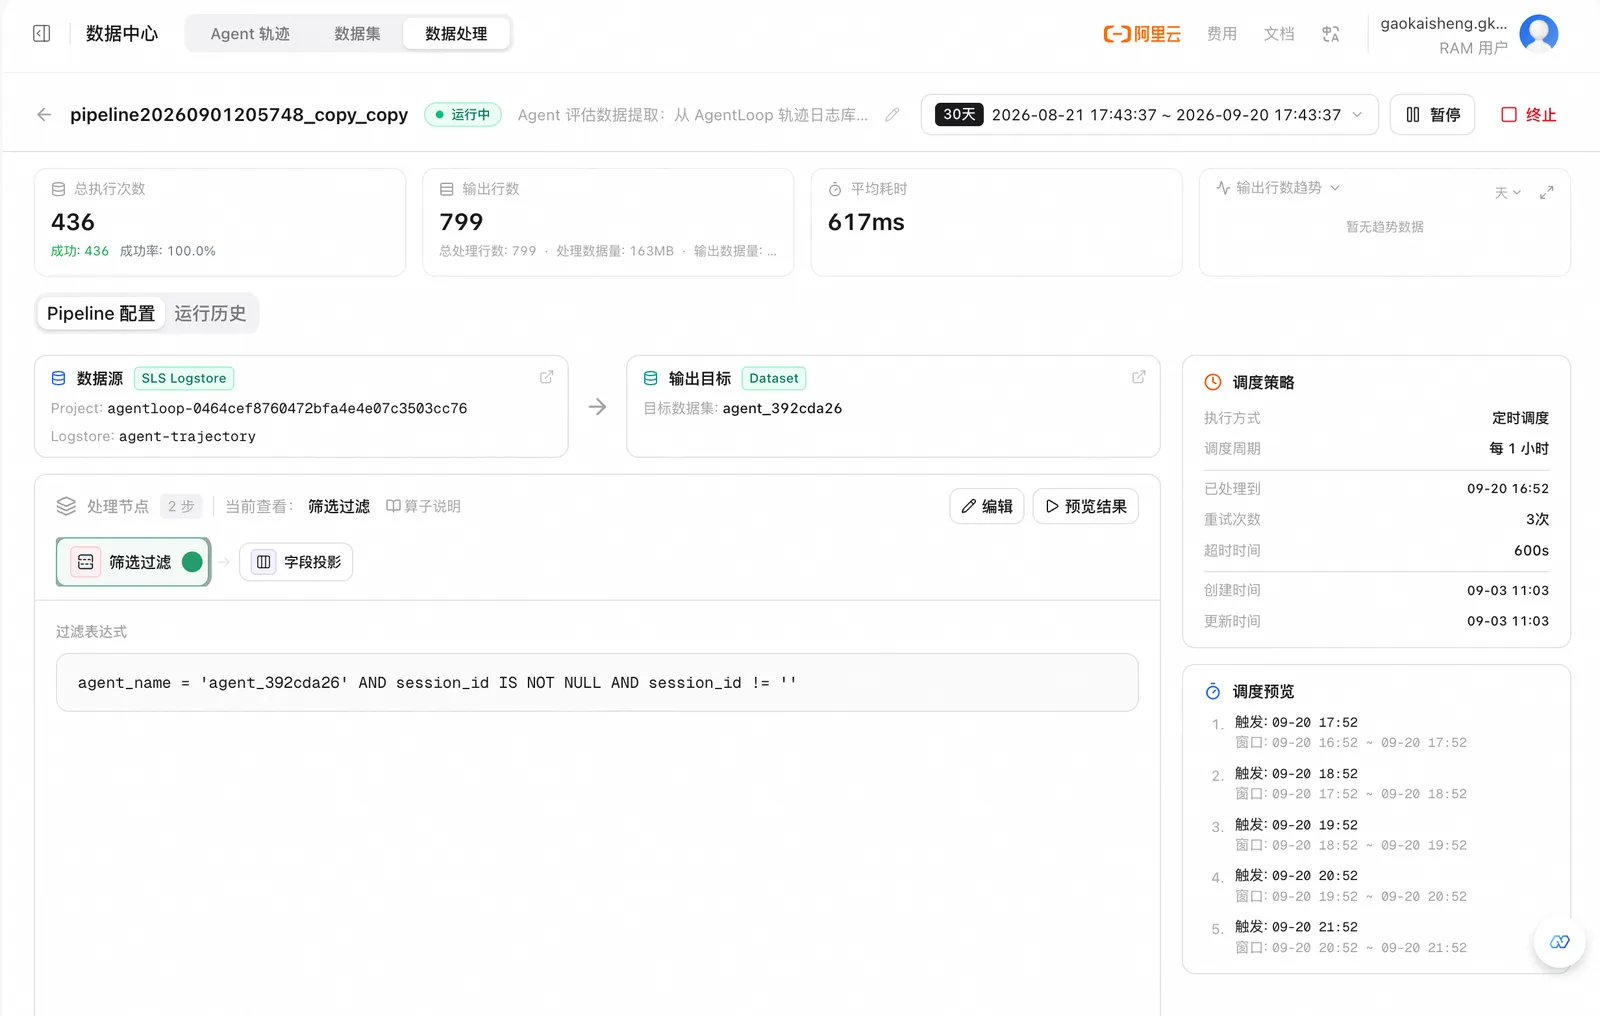 数据中心
Agent 轨迹
数据集
数据处理
阿里云
费用
文档
gaokaisheng.gk...
RAM 用户
pipeline20260901205748_copy_copy
运行中
Agent 评估数据提取：从 AgentLoop 轨迹日志库...
30天 2026-08-21 17:43:37 ~ 2026-09-20 17:43:37
暂停
终止
总执行次数
436
成功: 436 成功率: 100.0%
输出行数
799
总处理行数: 799 · 处理数据量: 163MB · 输出数据量: ...
平均耗时
617ms
输出行数趋势
天
暂无趋势数据
Pipeline 配置
运行历史
数据源 SLS Logstore
Project: agentloop-0464cef8760472bfa4e4e07c3503cc76
Logstore: agent-trajectory
输出目标 Dataset
目标数据集: agent_392cda26
处理节点 2 步 当前查看: 筛选过滤 算子说明
编辑
预览结果
筛选过滤
字段投影
过滤表达式
agent_name = 'agent_392cda26' AND session_id IS NOT NULL AND session_id != ''
调度策略
执行方式 定时调度
调度周期 每 1 小时
已处理到 09-20 16:52
重试次数 3次
超时时间 600s
创建时间 09-03 11:03
更新时间 09-03 11:03
调度预览
1. 触发: 09-20 17:52
窗口: 09-20 16:52 ~ 09-20 17:52
2. 触发: 09-20 18:52
窗口: 09-20 17:52 ~ 09-20 18:52
3. 触发: 09-20 19:52
窗口: 09-20 18:52 ~ 09-20 19:52
4. 触发: 09-20 20:52
窗口: 09-20 19:52 ~ 09-20 20:52
5. 触发: 09-20 21:52
窗口: 09-20 20:52 ~ 09-20 21:52